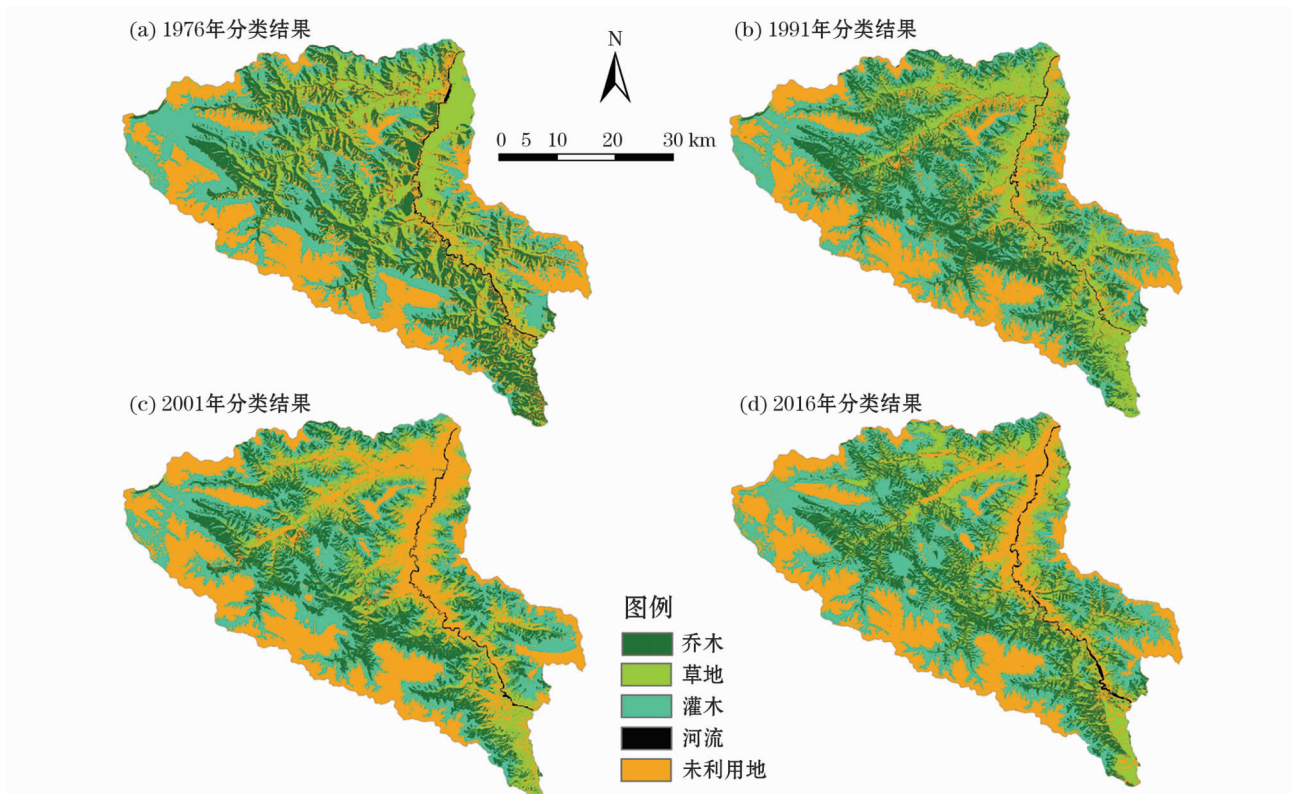 (a) 1976年分类结果
(b) 1991年分类结果
N
0 5 10 20 30 km
(c) 2001年分类结果
(d) 2016年分类结果
图例
乔木
草地
灌木
河流
未利用地